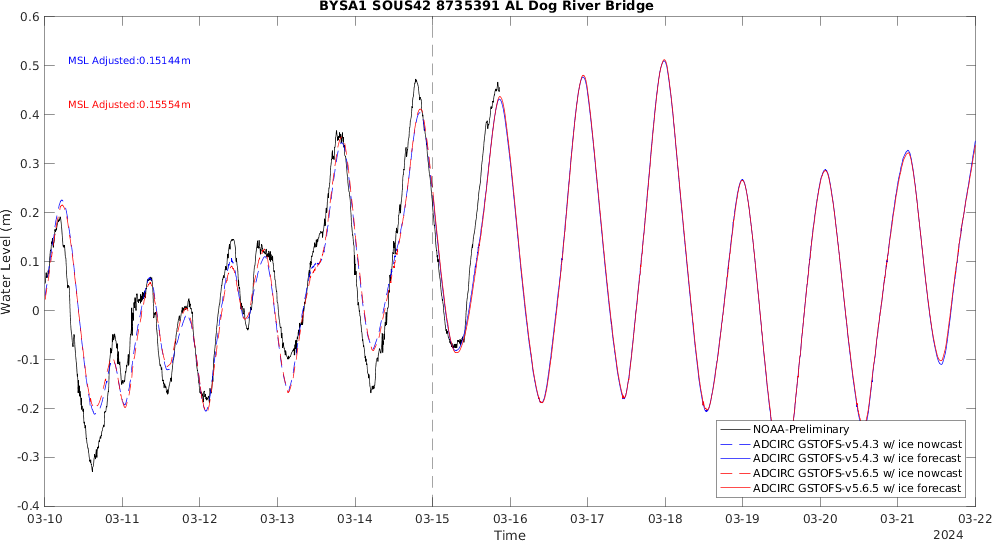 BYSA1 SOUS42 8735391 AL Dog River Bridge
MSL Adjusted:0.15144m
MSL Adjusted:0.15554m
Water Level (m)
0.6
0.5
0.4
0.3
0.2
0.1
0
-0.1
-0.2
-0.3
-0.4
NOAA-Preliminary
ADCIRC GSTOFS-v5.4.3 w/ ice nowcast
ADCIRC GSTOFS-v5.4.3 w/ ice forecast
ADCIRC GSTOFS-v5.6.5 w/ ice nowcast
ADCIRC GSTOFS-v5.6.5 w/ ice forecast
03-10 03-11 03-12 03-13 03-14 03-15 03-16 03-17 03-18 03-19 03-20 03-21 03-22
Time
2024